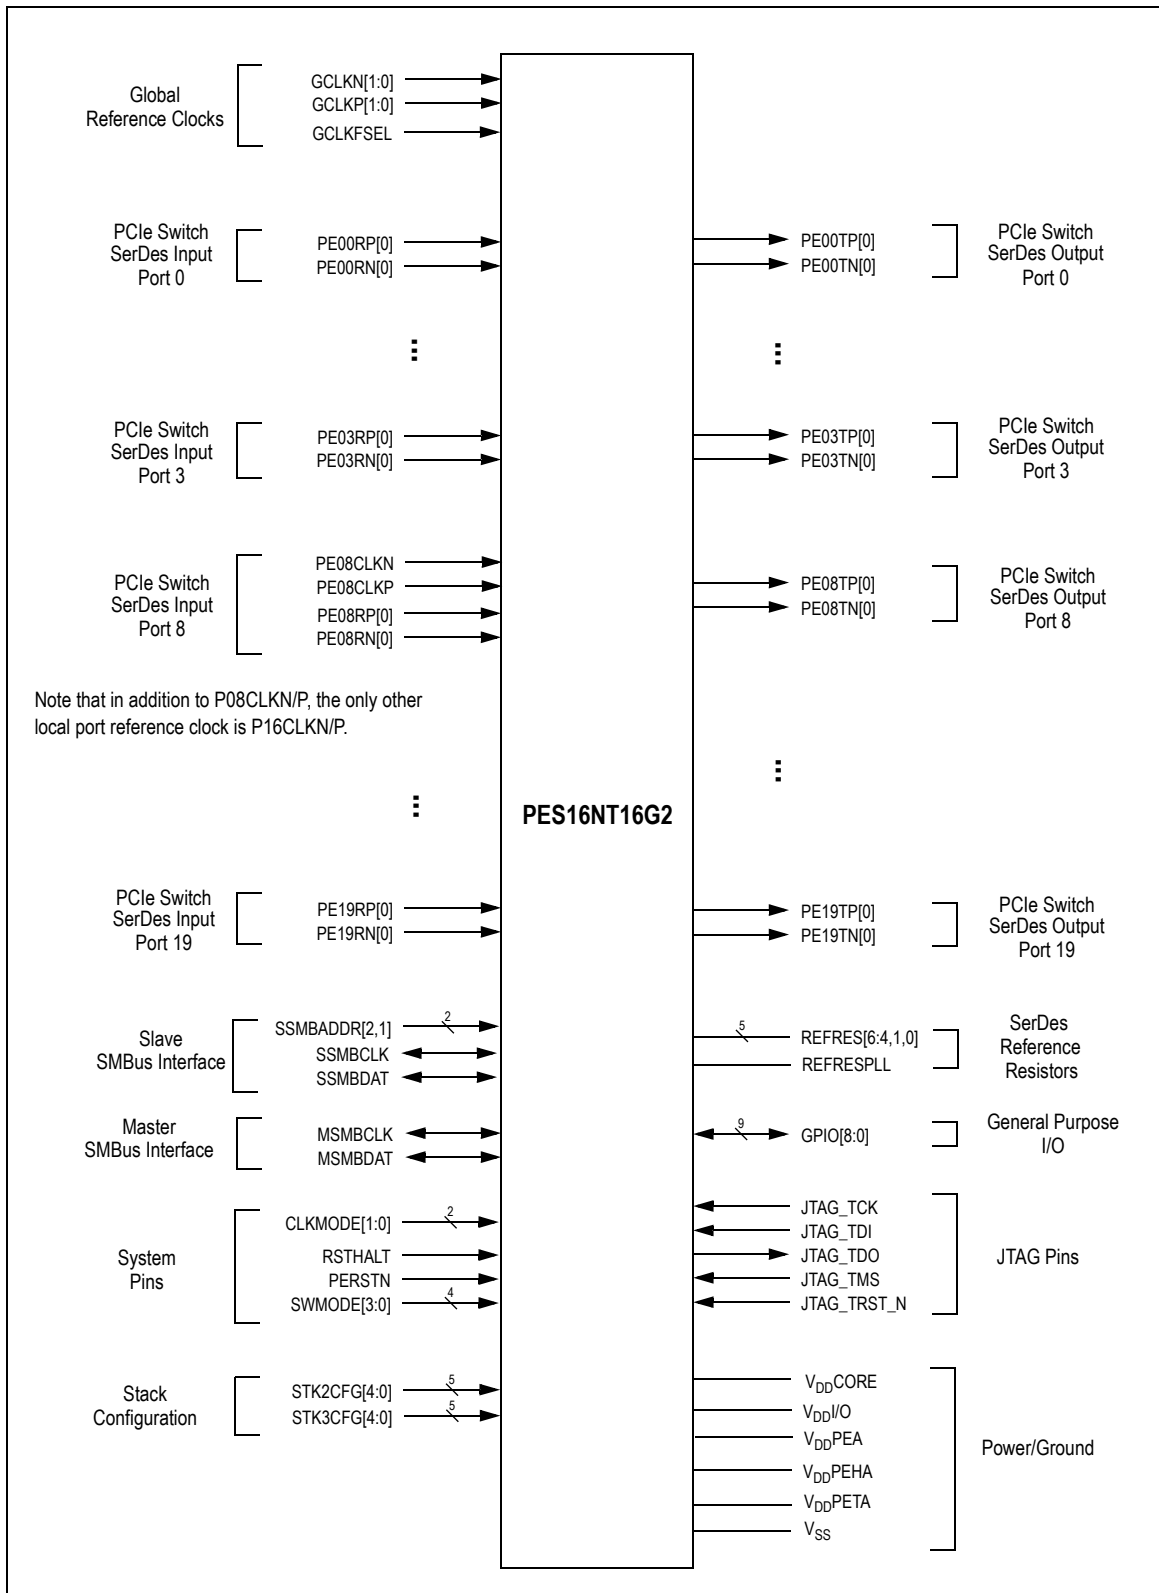 Global
Reference Clocks
GCLKN[1:0]
GCLKP[1:0]
GCLKFSEL
PCIe Switch
SerDes Input
Port 0
PE00RP[0]
PE00RN[0]
PE00TP[0]
PE00TN[0]
PCIe Switch
SerDes Output
Port 0
...
...
PCIe Switch
SerDes Input
Port 3
PE03RP[0]
PE03RN[0]
PE03TP[0]
PE03TN[0]
PCIe Switch
SerDes Output
Port 3
PCIe Switch
SerDes Input
Port 8
PE08CLKN
PE08CLKP
PE08RP[0]
PE08RN[0]
PE08TP[0]
PE08TN[0]
PCIe Switch
SerDes Output
Port 8
Note that in addition to P08CLKN/P, the only other
local port reference clock is P16CLKN/P.
...
...
PES16NT16G2
PCIe Switch
SerDes Input
Port 19
PE19RP[0]
PE19RN[0]
PE19TP[0]
PE19TN[0]
PCIe Switch
SerDes Output
Port 19
Slave
SMBus Interface
SSMBADDR[2,1]
2
SSMBCLK
SSMBDAT
5
REFRES[6:4,1,0]
REFRESPLL
SerDes
Reference
Resistors
Master
SMBus Interface
MSMBCLK
MSMBDAT
9
GPIO[8:0]
General Purpose
I/O
System
Pins
CLKMODE[1:0]
2
RSTHALT
PERSTN
SWMODE[3:0]
4
JTAG_TCK
JTAG_TDI
JTAG_TDO
JTAG_TMS
JTAG_TRST_N
JTAG Pins
Stack
Configuration
STK2CFG[4:0]
5
STK3CFG[4:0]
5
VDDCORE
VDDI/O
VDDPEA
VDDPEHA
VDDPETA
VSS
Power/Ground